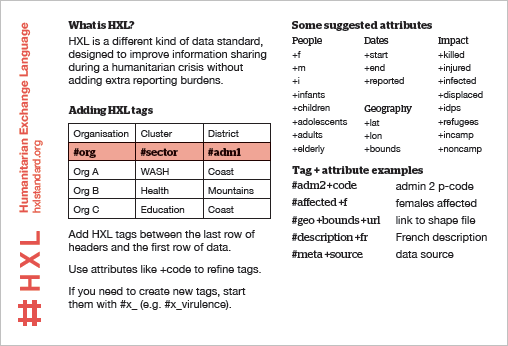 #HXL Humanitarian Exchange Language
hxlstandard.org
What is HXL?
HXL is a different kind of data standard,
designed to improve information sharing
during a humanitarian crisis without
adding extra reporting burdens.
Adding HXL tags
Organisation Cluster District
#org #sector #adm1
Org A WASH Coast
Org B Health Mountains
Org C Education Coast
Add HXL tags between the last row of
headers and the first row of data.
Use attributes like +code to refine tags.
If you need to create new tags, start
them with #x_ (e.g. #x_virulence).
Some suggested attributes
People
+f
+m
+i
+infants
+children
+adolescents
+adults
+elderly
Dates
+start
+end
+reported
Geography
+lat
+lon
+bounds
Impact
+killed
+injured
+infected
+displaced
+idps
+refugees
+incamp
+noncamp
Tag + attribute examples
#adm2+code admin 2 p-code
#affected +f females affected
#geo +bounds +url link to shape file
#description +fr French description
#meta +source data source